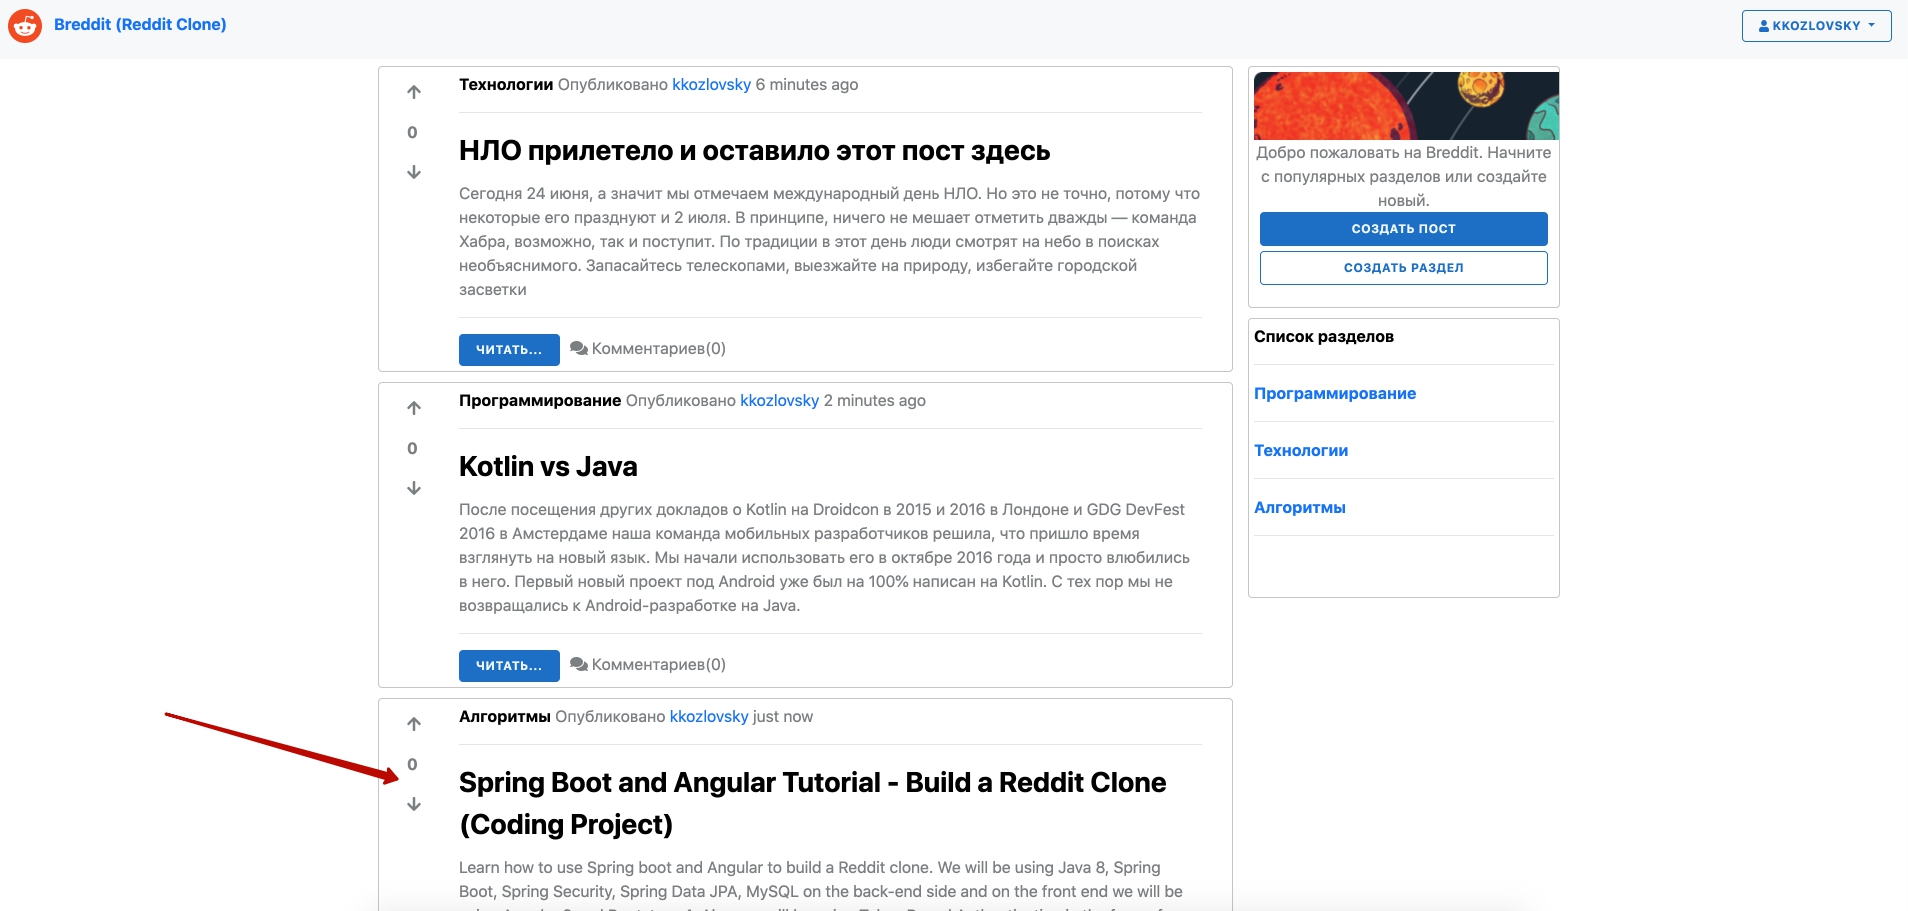 Breddit (Reddit Clone)
KKOZLOVSKY
Технологии Опубликовано kkozlovsky 6 minutes ago
0
НЛО прилетело и оставило этот пост здесь
Сегодня 24 июня, а значит мы отмечаем международный день НЛО. Но это не точно, потому что
некоторые его празднуют и 2 июля. В принципе, ничего не мешает отметить дважды — команда
Хабра, возможно, так и поступит. По традиции в этот день люди смотрят на небо в поисках
необъяснимого. Запасайтесь телескопами, выезжайте на природу, избегайте городской
засветки
ЧИТАТЬ... Комментариев(0)
Программирование Опубликовано kkozlovsky 2 minutes ago
0
Kotlin vs Java
После посещения других докладов о Kotlin на Droidcon в 2015 и 2016 в Лондоне и GDG DevFest
2016 в Амстердаме наша команда мобильных разработчиков решила, что пришло время
взглянуть на новый язык. Мы начали использовать его в октябре 2016 года и просто влюбились
в него. Первый новый проект под Android уже был на 100% написан на Kotlin. С тех пор мы не
возвращались к Android-разработке на Java.
ЧИТАТЬ... Комментариев(0)
Алгоритмы Опубликовано kkozlovsky just now
0
Spring Boot and Angular Tutorial - Build a Reddit Clone
(Coding Project)
Learn how to use Spring boot and Angular to build a Reddit clone. We will be using Java 8, Spring
Boot, Spring Security, Spring Data JPA, MySQL on the back-end side and on the front end we will be
Добро пожаловать на Breddit. Начните
с популярных разделов или создайте
новый.
СОЗДАТЬ ПОСТ
СОЗДАТЬ РАЗДЕЛ
Список разделов
Программирование
Технологии
Алгоритмы